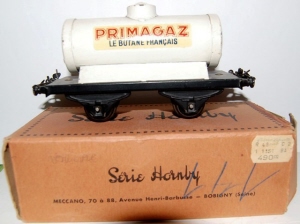 PRIMAGAZ
LE BUTANE FRANÇAIS
Série Hornby
MECCANO, 70 à 88, Avenue Henri-Barbusse - BOBIGNY (Seine)